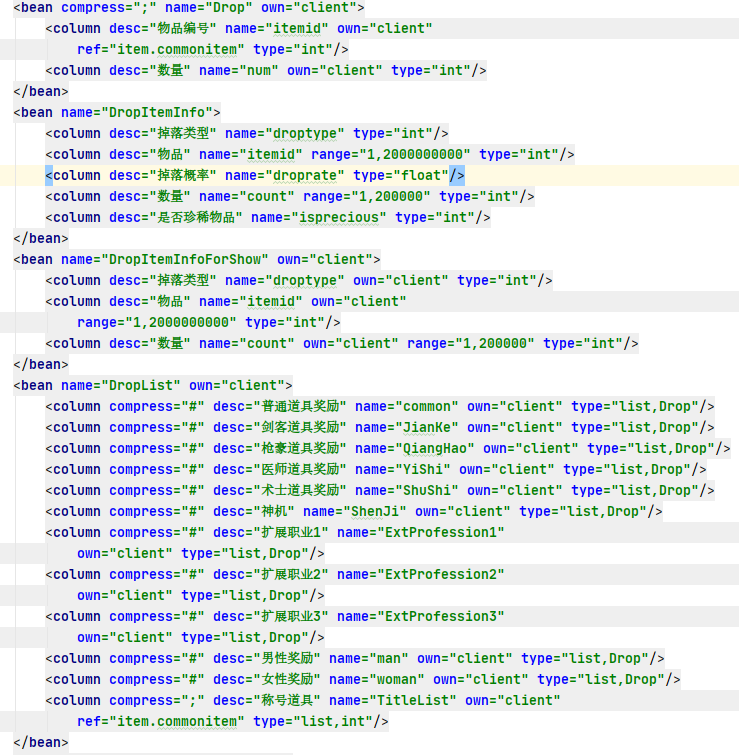 <bean compress=";" name="Drop" own="client">
<column desc="物品编号" name="itemid" own="client"
ref="item.commonitem" type="int"/>
<column desc="数量" name="num" own="client" type="int"/>
</bean>
<bean name="DropItemInfo">
<column desc="掉落类型" name="droptype" type="int"/>
<column desc="物品" name="itemid" range="1,2000000000" type="int"/>
<column desc="掉落概率" name="droprate" type="float"/>
<column desc="数量" name="count" range="1,200000" type="int"/>
<column desc="是否珍稀物品" name="isprecious" type="int"/>
</bean>
<bean name="DropItemInfoForShow" own="client">
<column desc="掉落类型" name="droptype" own="client" type="int"/>
<column desc="物品" name="itemid" own="client"
range="1,2000000000" type="int"/>
<column desc="数量" name="count" own="client" range="1,200000" type="int"/>
</bean>
<bean name="DropList" own="client">
<column compress="#" desc="普通道具奖励" name="common" own="client" type="list,Drop"/>
<column compress="#" desc="剑客道具奖励" name="JianKe" own="client" type="list,Drop"/>
<column compress="#" desc="枪豪道具奖励" name="QiangHao" own="client" type="list,Drop"/>
<column compress="#" desc="医师道具奖励" name="YiShi" own="client" type="list,Drop"/>
<column compress="#" desc="术士道具奖励" name="ShuShi" own="client" type="list,Drop"/>
<column compress="#" desc="神机" name="ShenJi" own="client" type="list,Drop"/>
<column compress="#" desc="扩展职业1" name="ExtProfession1"
own="client" type="list,Drop"/>
<column compress="#" desc="扩展职业2" name="ExtProfession2"
own="client" type="list,Drop"/>
<column compress="#" desc="扩展职业3" name="ExtProfession3"
own="client" type="list,Drop"/>
<column compress="#" desc="男性奖励" name="man" own="client" type="list,Drop"/>
<column compress="#" desc="女性奖励" name="woman" own="client" type="list,Drop"/>
<column compress=";" desc="称号道具" name="TitleList" own="client"
ref="item.commonitem" type="list,int"/>
</bean>